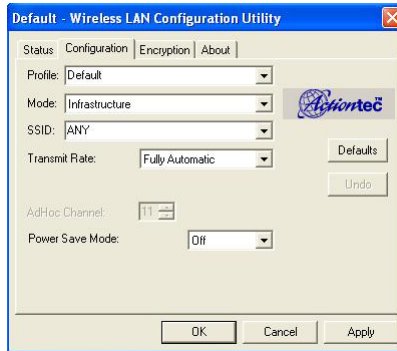 Default - Wireless LAN Configuration Utility
Status Configuration Encryption About
Profile: Default
Mode: Infrastructure
Actiontec
SSID: ANY
Transmit Rate: Fully Automatic
Defaults
Undo
AdHoc Channel: 11
Power Save Mode: Off
OK Cancel Apply